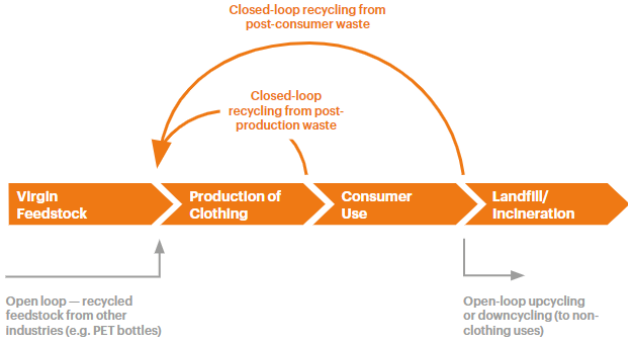 Closed-loop recycling from
post-consumer waste
Closed-loop
recycling from post-
production waste
Virgin
Feedstock
Production of
Clothing
Consumer
Use
Landfill/
Incineration
Open loop — recycled
feedstock from other
industries (e.g. PET bottles)
Open-loop upcycling
or downcycling (to non-
clothing uses)